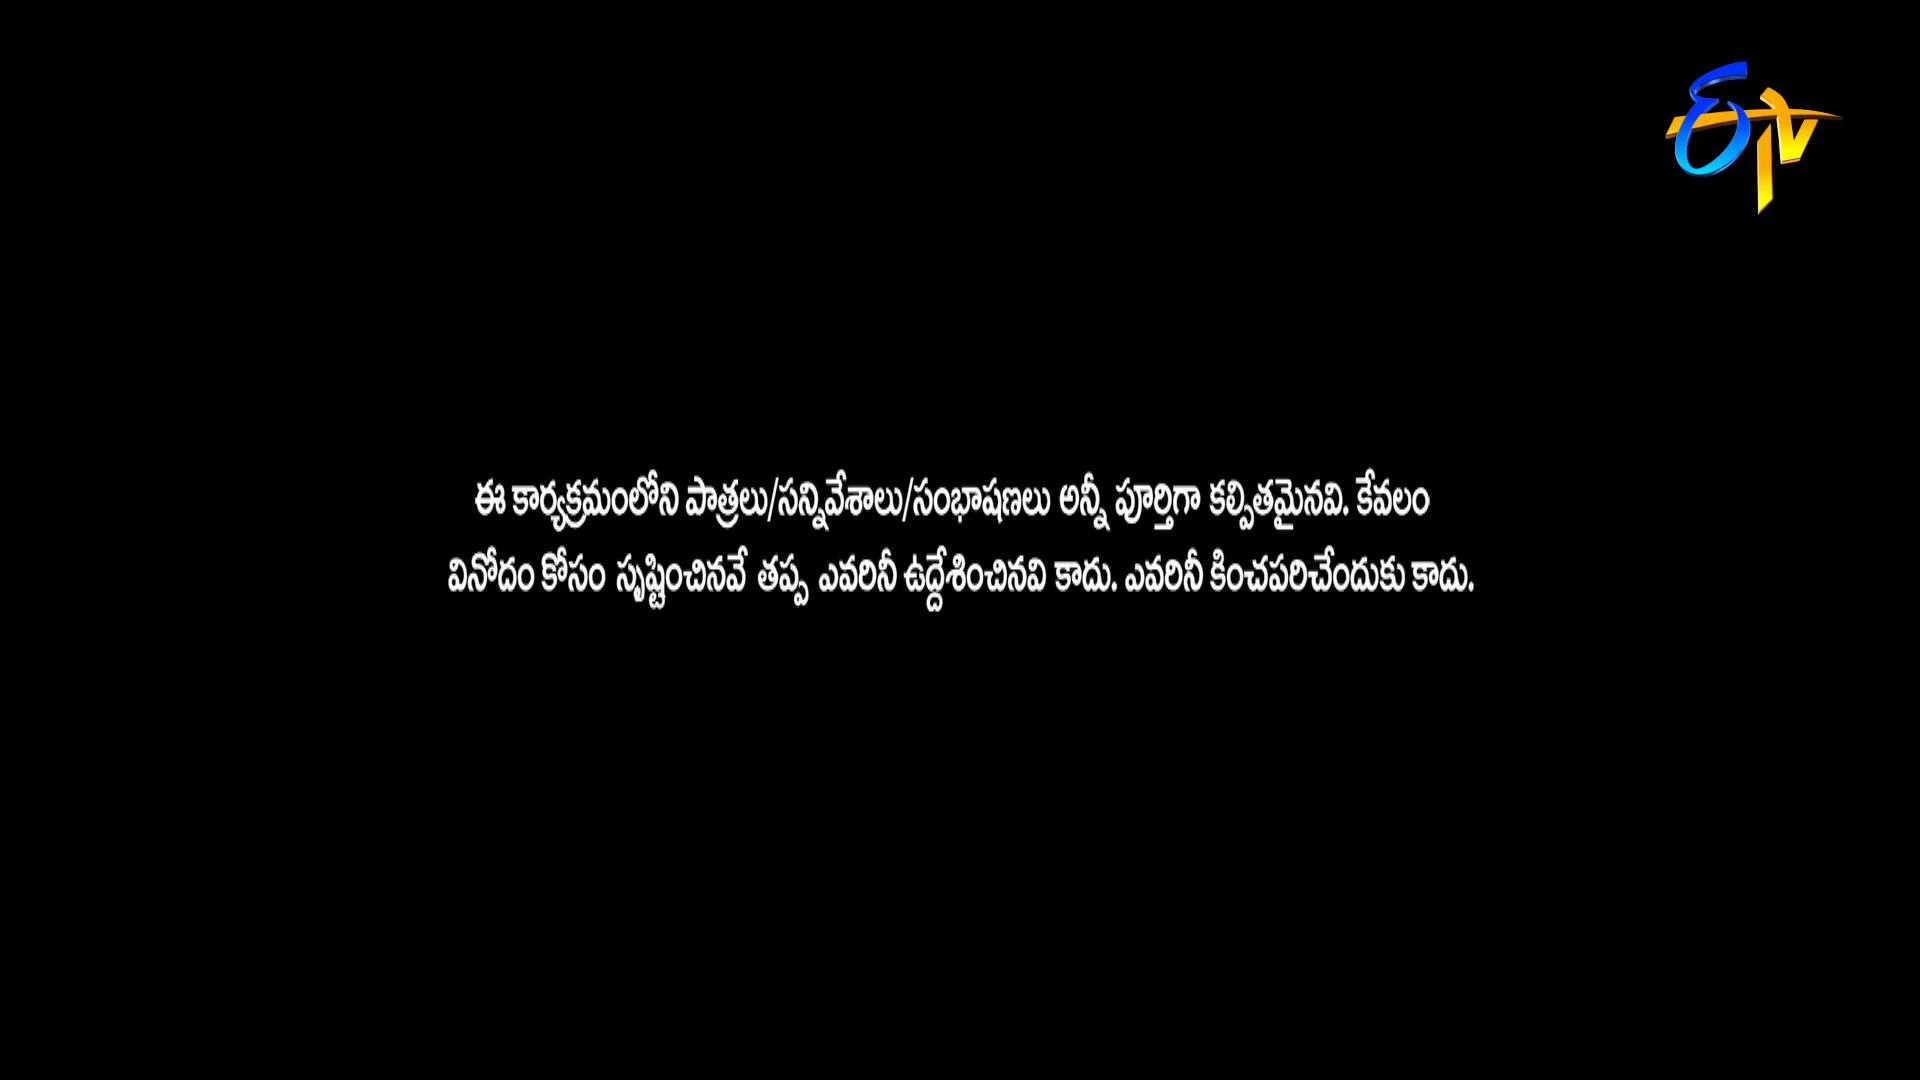 ETV
ఈ కార్యక్రమంలోని పాత్రలు/సన్నివేశాలు/సంభాషణలు అన్నీ పూర్తిగా కల్పితమైనవి. కేవలం
వినోదం కోసం సృష్టించినవే తప్ప ఎవరినీ ఉద్దేశించినవి కాదు. ఎవరినీ కించపరిచేందుకు కాదు.